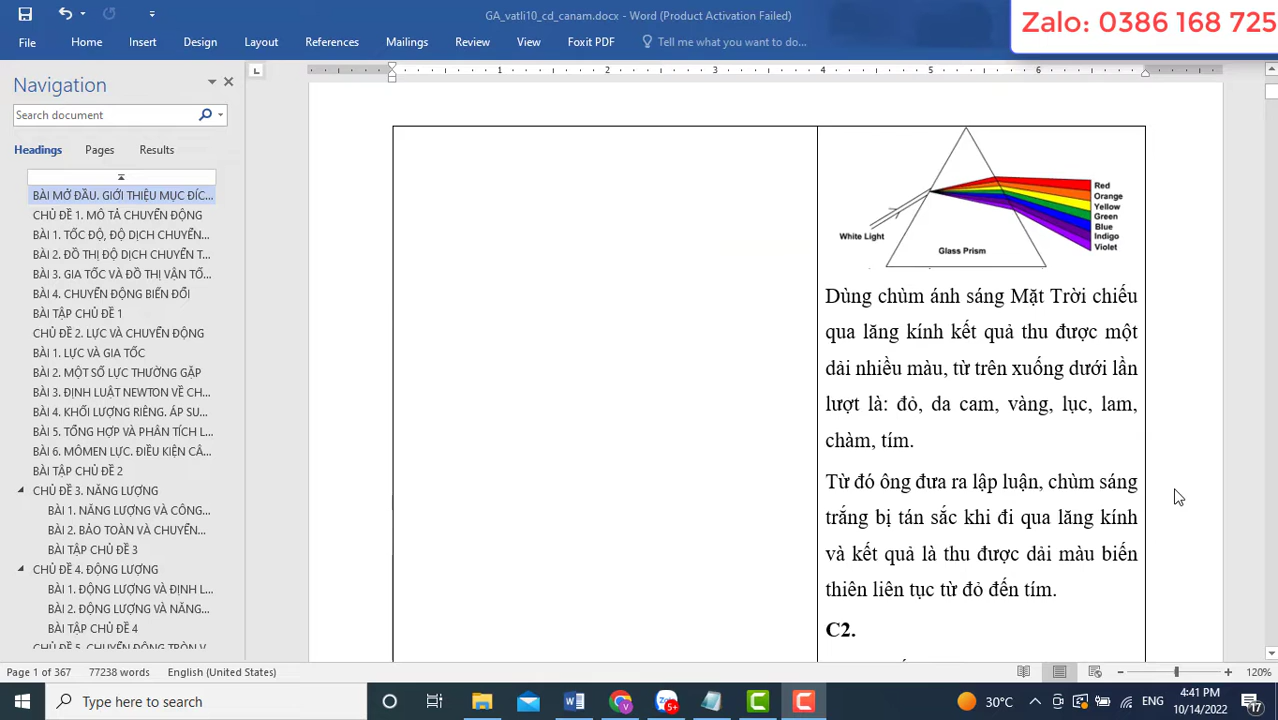 GA_vatli10_cd_canam.docx - Word (Product Activation Failed)
Zalo: 0386 168 725
File Home Insert Design Layout References Mailings Review View Foxit PDF Tell me what you want to do...
Navigation
Search document
Headings Pages Results
BÀI MỞ ĐẦU. GIỚI THIỆU MỤC ĐÍC...
CHỦ ĐỀ 1. MÔ TẢ CHUYỂN ĐỘNG
BÀI 1. TỐC ĐỘ, ĐỘ DỊCH CHUYỂN...
BÀI 2. ĐỒ THỊ ĐỘ DỊCH CHUYỂN T...
BÀI 3. GIA TỐC VÀ ĐỒ THỊ VẬN TỐ...
BÀI 4. CHUYỂN ĐỘNG BIẾN ĐỔI
BÀI TẬP CHỦ ĐỀ 1
CHỦ ĐỀ 2. LỰC VÀ CHUYỂN ĐỘNG
BÀI 1. LỰC VÀ GIA TỐC
BÀI 2. MỘT SỐ LỰC THƯỜNG GẶP
BÀI 3. ĐỊNH LUẬT NEWTON VỀ CH...
BÀI 4. KHỐI LƯỢNG RIÊNG. ÁP SU...
BÀI 5. TỔNG HỢP VÀ PHÂN TÍCH L...
BÀI 6. MÔMEN LỰC. ĐIỀU KIỆN CÂ...
BÀI TẬP CHỦ ĐỀ 2
CHỦ ĐỀ 3. NĂNG LƯỢNG
BÀI 1. NĂNG LƯỢNG VÀ CÔNG...
BÀI 2. BẢO TOÀN VÀ CHUYỂN...
BÀI TẬP CHỦ ĐỀ 3
CHỦ ĐỀ 4. ĐỘNG LƯỢNG
BÀI 1. ĐỘNG LƯỢNG VÀ ĐỊNH L...
BÀI 2. ĐỘNG LƯỢNG VÀ NĂNG...
BÀI TẬP CHỦ ĐỀ 4
CHỦ ĐỀ 5. CHUYỂN ĐỘNG TRÒN V...
1 2 3 4 5 6
White Light
Glass Prism
Red
Orange
Yellow
Green
Blue
Indigo
Violet
Dùng chùm ánh sáng Mặt Trời chiếu
qua lăng kính kết quả thu được một
dải nhiều màu, từ trên xuống dưới lần
lượt là: đỏ, da cam, vàng, lục, lam,
chàm, tím.
Từ đó ông đưa ra lập luận, chùm sáng
trắng bị tán sắc khi đi qua lăng kính
và kết quả là thu được dải màu biến
thiên liên tục từ đỏ đến tím.
C2.
Page 1 of 367 77238 words English (United States) 120%
Type here to search
30°C ENG
4:41 PM
10/14/2022
17
5+